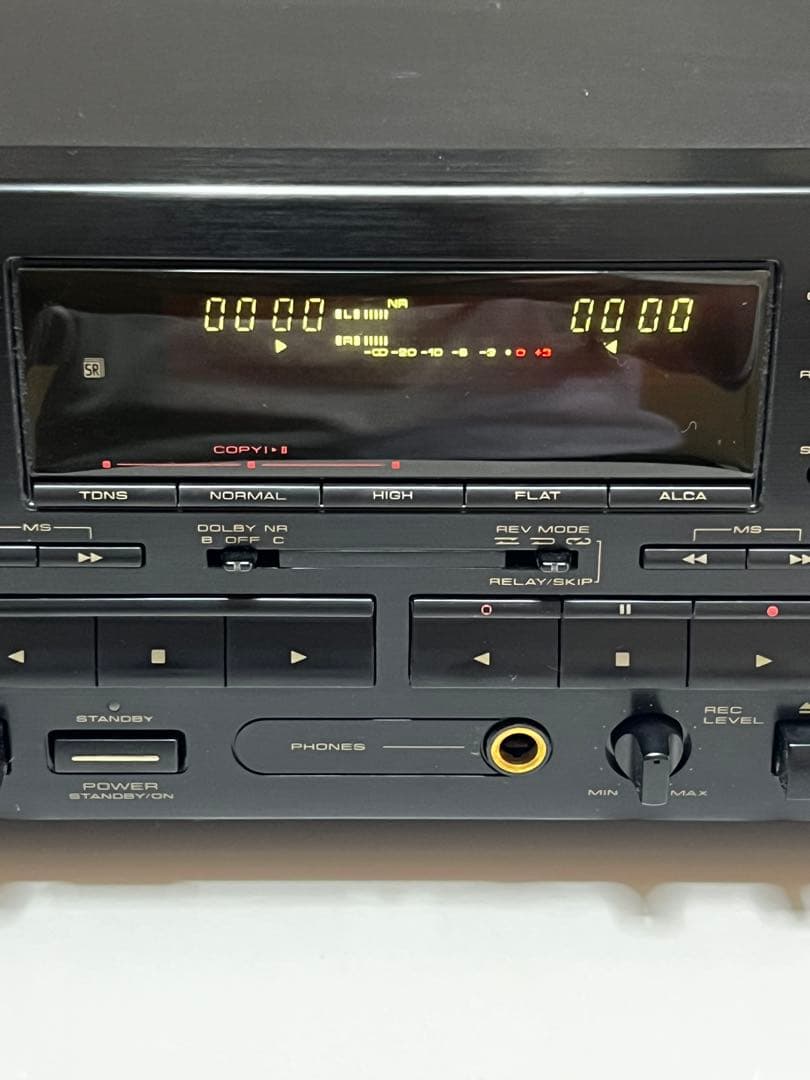 0000 L NR 0000
R
-∞ -20 -10 -6 -3 • 0 +3
SR
COPY I ▸ II
TDNS NORMAL HIGH FLAT ALCA
MS DOLBY NR REV MODE MS
B OFF C
RELAY/SKIP
STANDBY REC
LEVEL
PHONES
POWER MIN MAX
STANDBY/ON